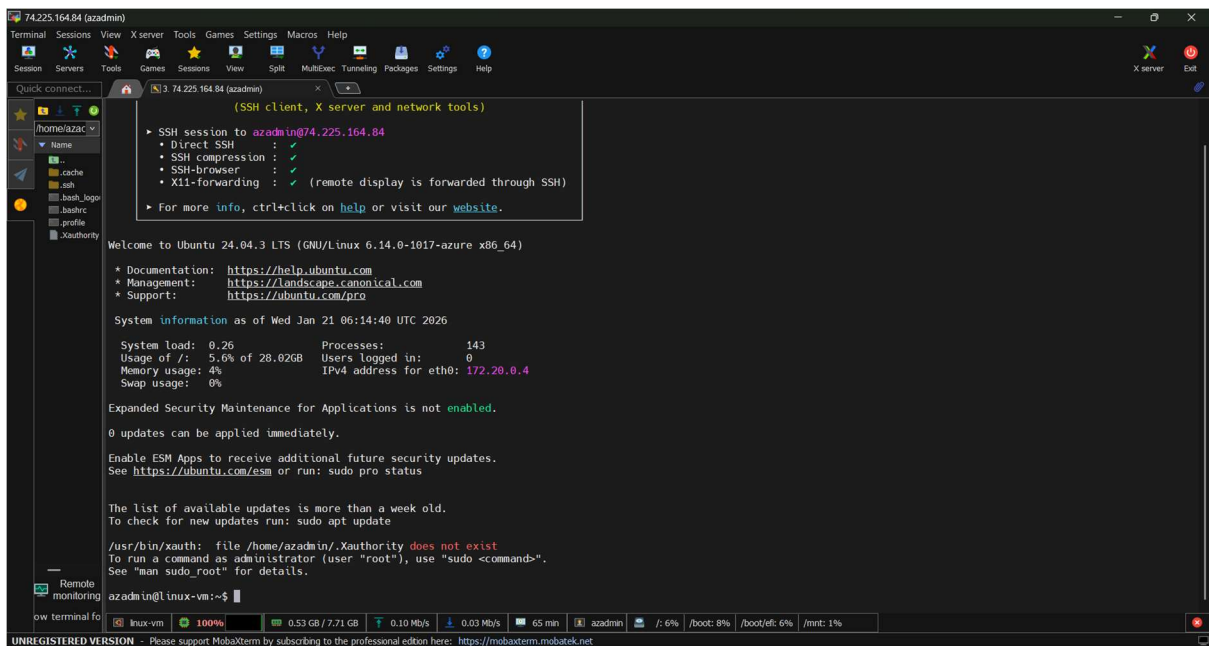 74.225.164.84 (azadmin)
Terminal Sessions View X server Tools Games Settings Macros Help
Session Servers Tools Games Sessions View Split MultiExec Tunneling Packages Settings Help X server Exit
Quick connect... 3. 74.225.164.84 (azadmin)
(SSH client, X server and network tools)
/home/azac
► SSH session to azadmin@74.225.164.84
Name
• Direct SSH : ✔
..
• SSH compression : ✔
.cache
• SSH-browser : ✔
.ssh
• X11-forwarding : ✔ (remote display is forwarded through SSH)
.bash_logo
.bashrc
► For more info, ctrl+click on help or visit our website.
.profile
.Xauthority
Welcome to Ubuntu 24.04.3 LTS (GNU/Linux 6.14.0-1017-azure x86_64)
* Documentation: https://help.ubuntu.com
* Management: https://landscape.canonical.com
* Support: https://ubuntu.com/pro
System information as of Wed Jan 21 06:14:40 UTC 2026
System load: 0.26 Processes: 143
Usage of /: 5.6% of 28.02GB Users logged in: 0
Memory usage: 4% IPv4 address for eth0: 172.20.0.4
Swap usage: 0%
Expanded Security Maintenance for Applications is not enabled.
0 updates can be applied immediately.
Enable ESM Apps to receive additional future security updates.
See https://ubuntu.com/esm or run: sudo pro status
The list of available updates is more than a week old.
To check for new updates run: sudo apt update
/usr/bin/xauth: file /home/azadmin/.Xauthority does not exist
To run a command as administrator (user "root"), use "sudo <command>".
See "man sudo_root" for details.
Remote
monitoring
azadmin@linux-vm:~$
ow terminal fo
linux-vm 100% 0.53 GB / 7.71 GB 0.10 Mb/s 0.03 Mb/s 65 min azadmin /: 6% /boot: 8% /boot/efi: 6% /mnt: 1%
UNREGISTERED VERSION - Please support MobaXterm by subscribing to the professional edition here: https://mobaxterm.mobatek.net